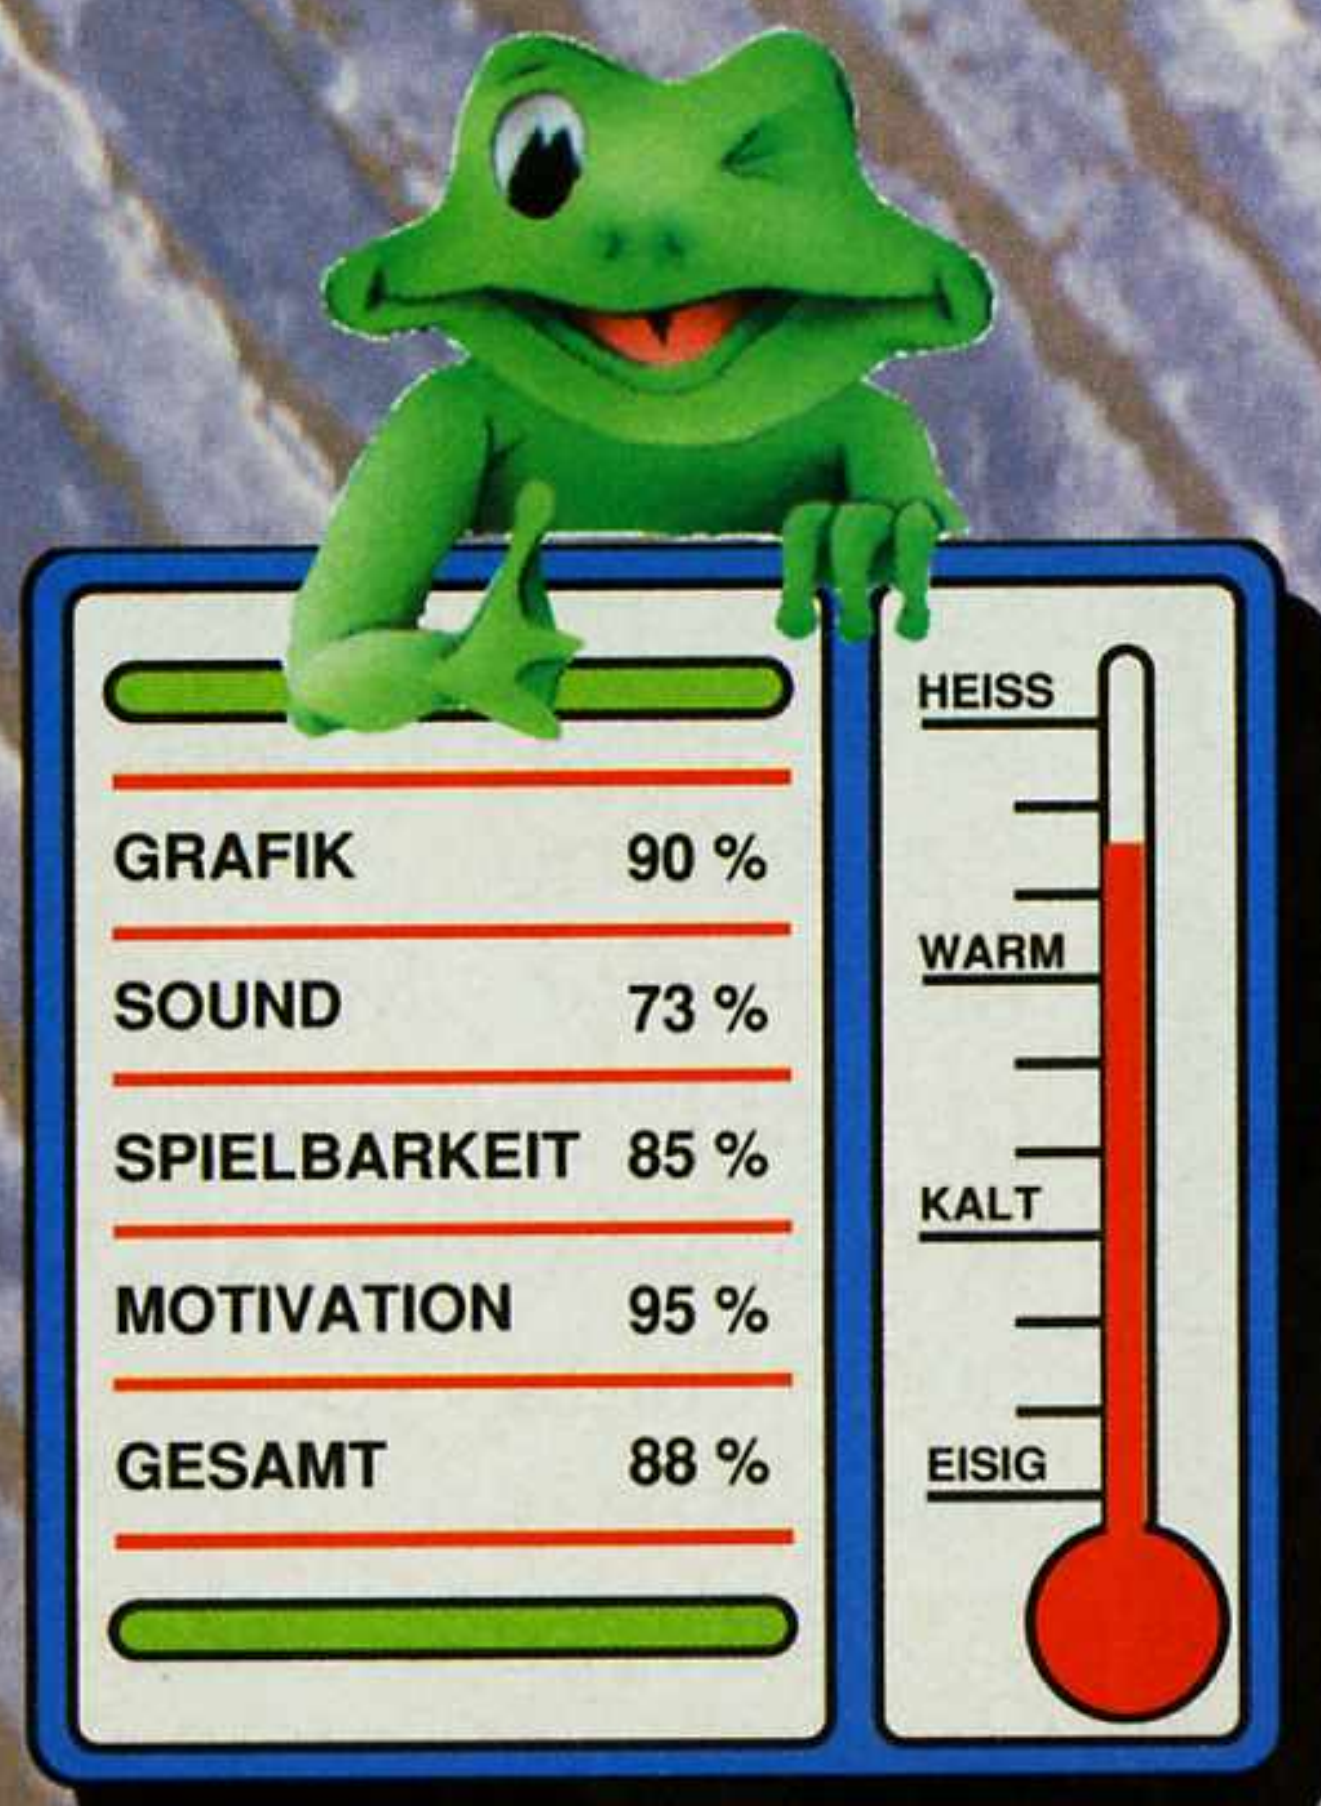 GRAFIK 90 %
SOUND 73 %
SPIELBARKEIT 85 %
MOTIVATION 95 %
GESAMT 88 %
HEISS
WARM
KALT
EISIG